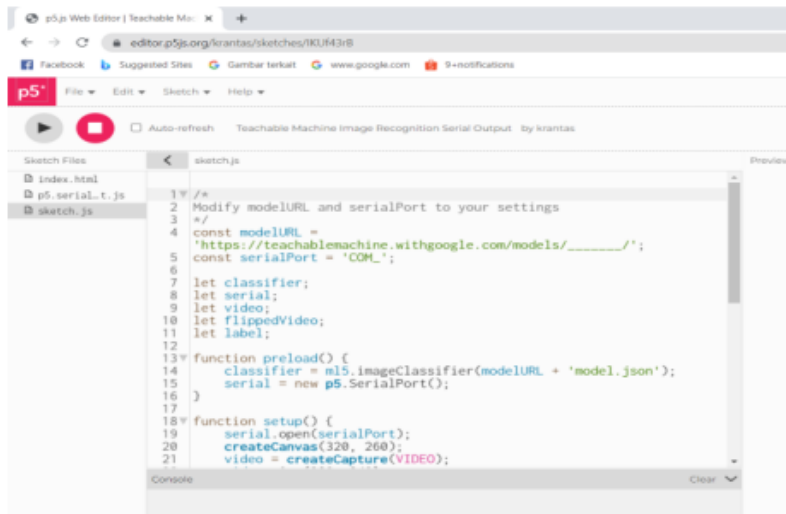 p5.js Web Editor | Teachable Ma
editor.p5js.org/krantas/sketches/1KUf43rB
Facebook Suggested Sites Gambar terkait www.google.com 9+notifications
p5* File Edit Sketch Help
Auto-refresh Teachable Machine Image Recognition Serial Output by krantas
Sketch Files
index.html
p5.serial_t.js
sketch.js
sketch.js
Preview
1 /*
2 Modify modelURL and serialPort to your settings
3 */
4 const modelURL =
'https://teachablemachine.withgoogle.com/models/_______/';
5 const serialPort = 'COM_';
6
7 let classifier;
8 let serial;
9 let video;
10 let flippedVideo;
11 let label;
12
13 function preload() {
14 classifier = ml5.imageClassifier(modelURL + 'model.json');
15 serial = new p5.SerialPort();
16 }
17
18 function setup() {
19 serial.open(serialPort);
20 createCanvas(320, 260);
21 video = createCapture(VIDEO);
Console Clear